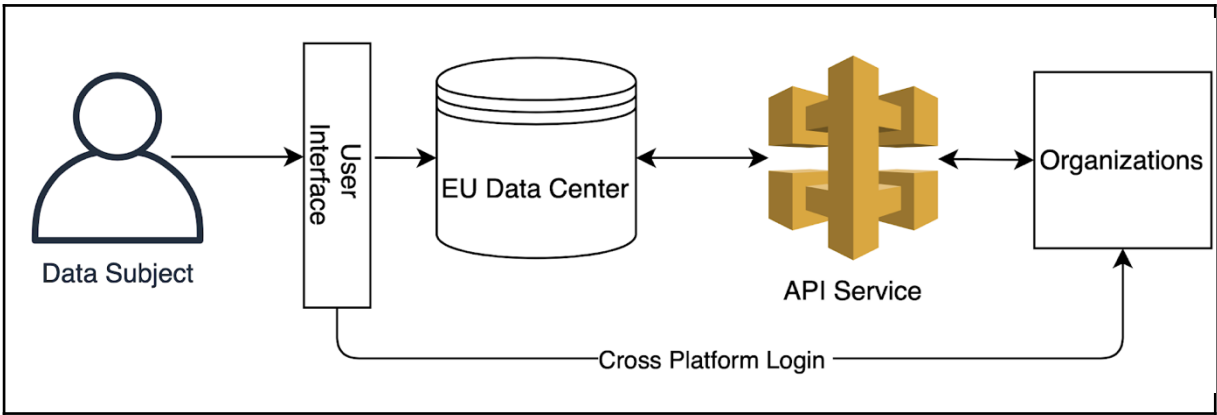 Data Subject
User
Interface
EU Data Center
API Service
Organizations
Cross Platform Login